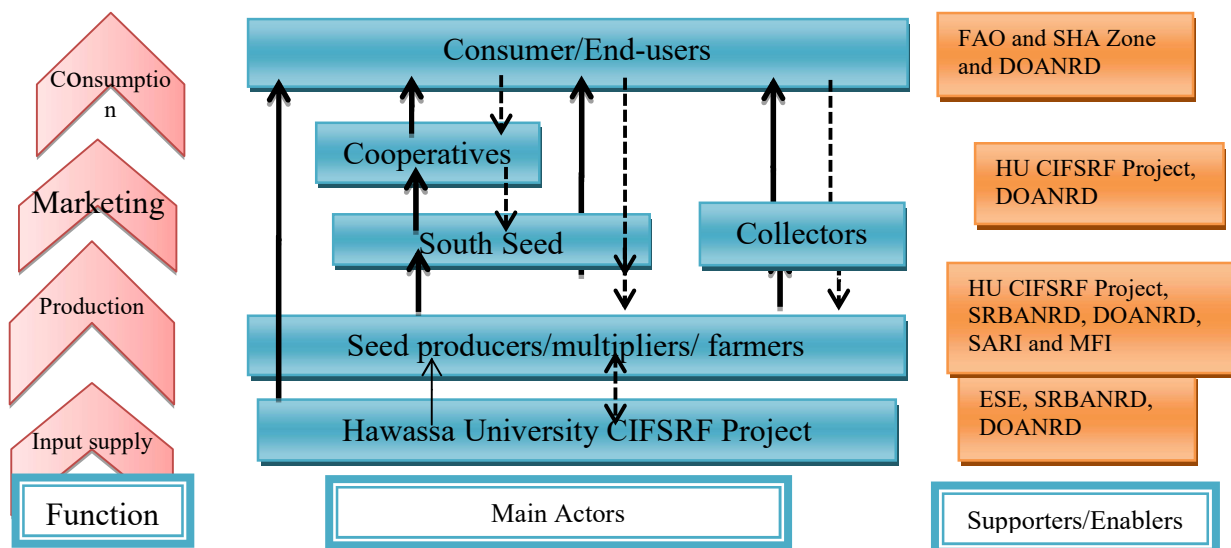 Consumption
n
Marketing
Production
Input supply
Function
Consumer/End-users
Cooperatives
South Seed
Collectors
Seed producers/multipliers/ farmers
Hawassa University CIFSRF Project
Main Actors
FAO and SHA Zone
and DOANRD
HU CIFSRF Project,
DOANRD
HU CIFSRF Project,
SRBANRD, DOANRD,
SARI and MFI
ESE, SRBANRD,
DOANRD
Supporters/Enablers